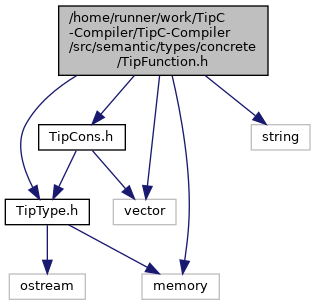 /home/runner/work/TipC
-Compiler/TipC-Compiler
/src/semantic/types/concrete
/TipFunction.h
TipCons.h
string
TipType.h
vector
ostream
memory